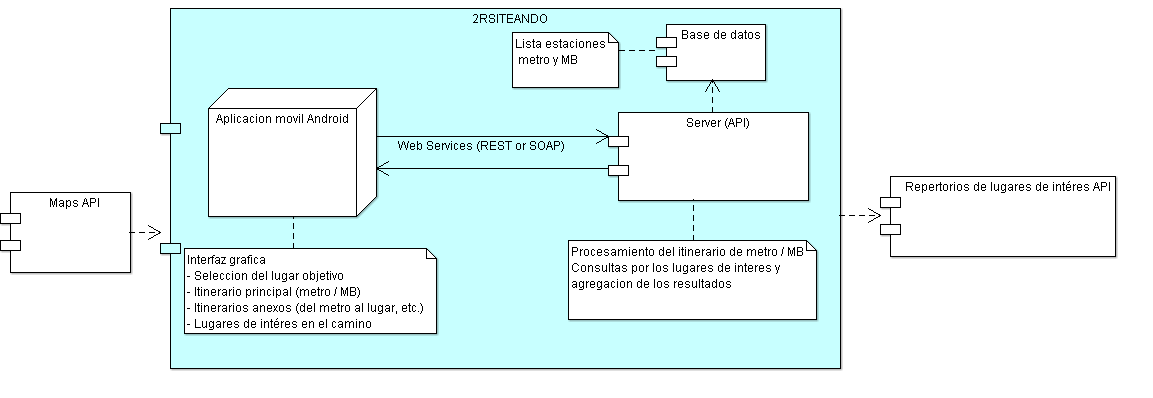 2RSITEANDO
Lista estaciones
metro y MB
Base de datos
Aplicacion movil Android
Web Services (REST or SOAP)
Server (API)
Maps API
Repertorios de lugares de intéres API
Interfaz grafica
- Seleccion del lugar objetivo
- Itinerario principal (metro / MB)
- Itinerarios anexos (del metro al lugar, etc.)
- Lugares de intéres en el camino
Procesamiento del itinerario de metro / MB
Consultas por los lugares de interes y
agregacion de los resultados